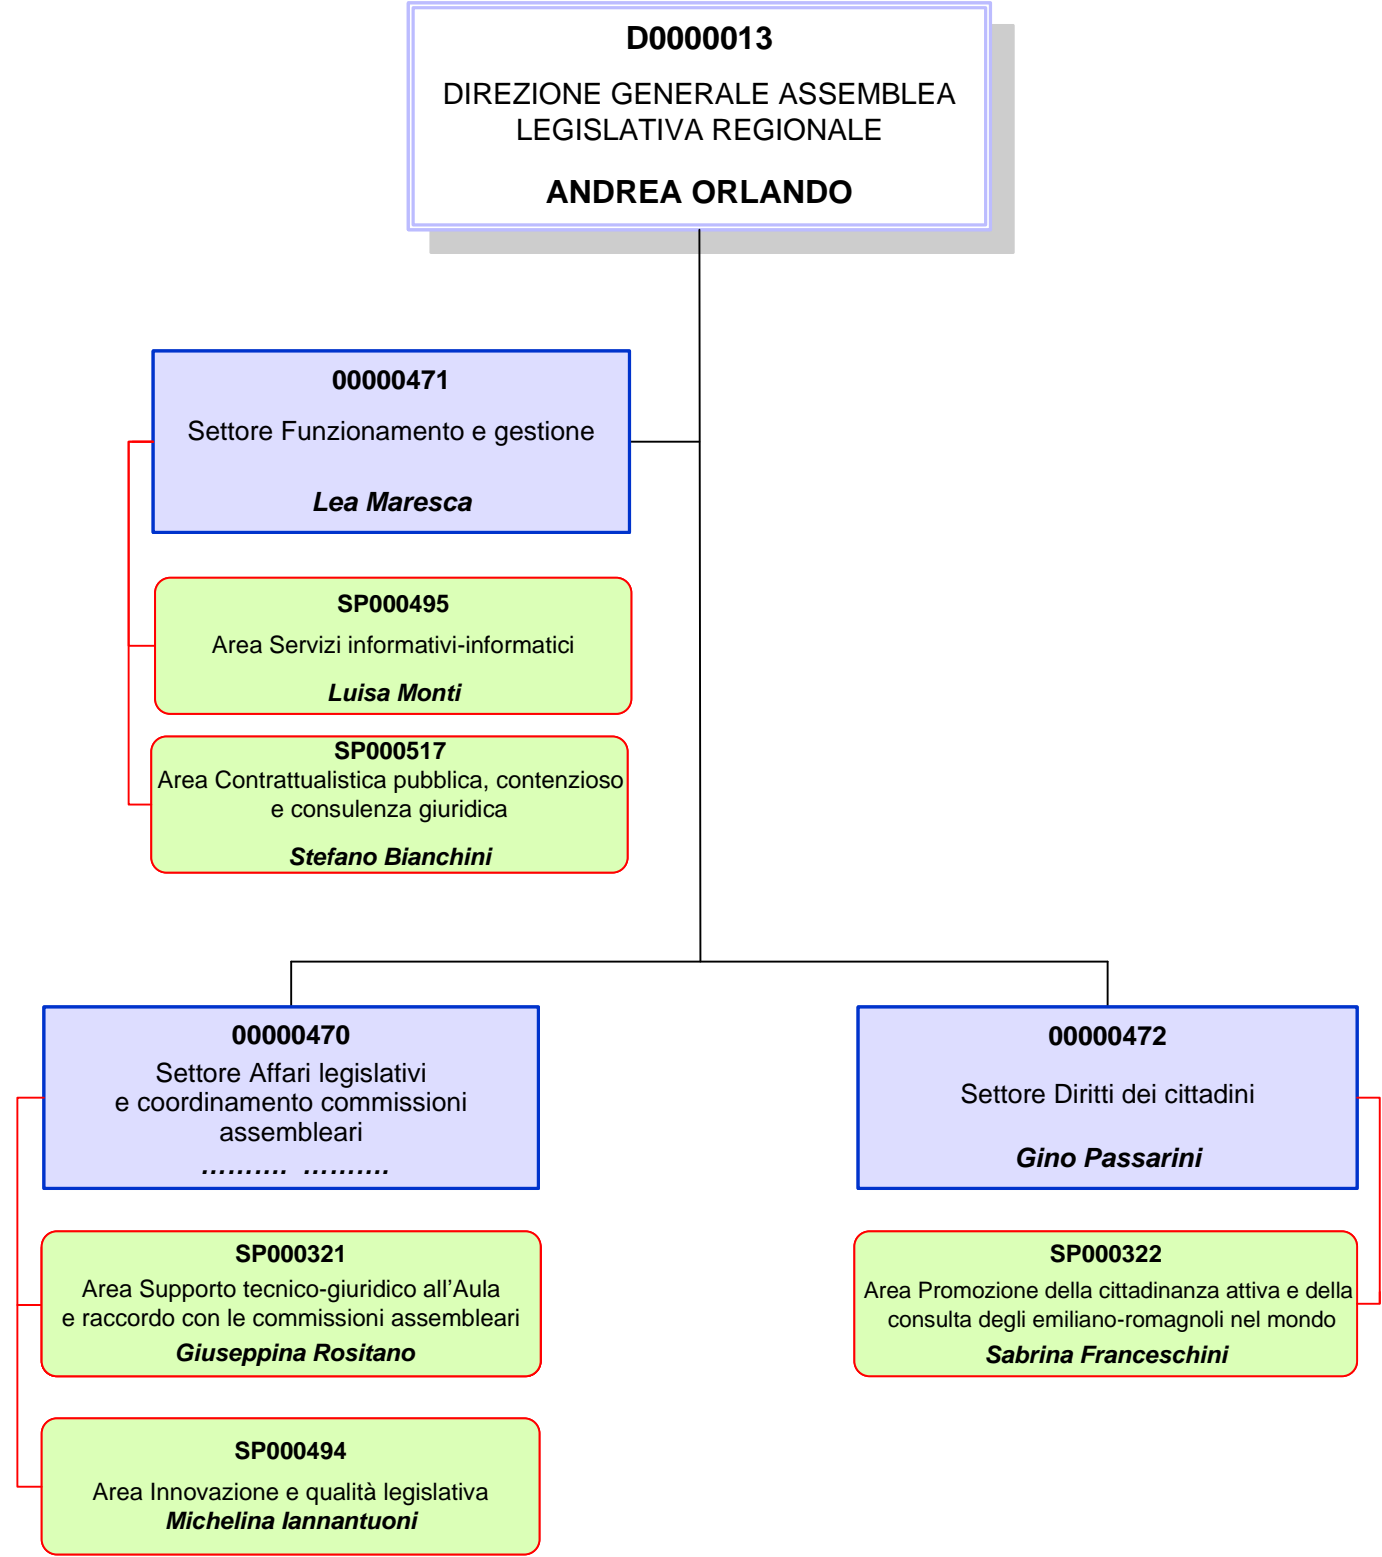 D0000013
DIREZIONE GENERALE ASSEMBLEA
LEGISLATIVA REGIONALE
ANDREA ORLANDO
00000471
Settore Funzionamento e gestione
Lea Maresca
SP000495
Area Servizi informativi-informatici
Luisa Monti
SP000517
Area Contrattualistica pubblica, contenzioso
e consulenza giuridica
Stefano Bianchini
00000470
Settore Affari legislativi
e coordinamento commissioni
assembleari
………. ……….
SP000321
Area Supporto tecnico-giuridico all’Aula
e raccordo con le commissioni assembleari
Giuseppina Rositano
SP000494
Area Innovazione e qualità legislativa
Michelina Iannantuoni
00000472
Settore Diritti dei cittadini
Gino Passarini
SP000322
Area Promozione della cittadinanza attiva e della
consulta degli emiliano-romagnoli nel mondo
Sabrina Franceschini